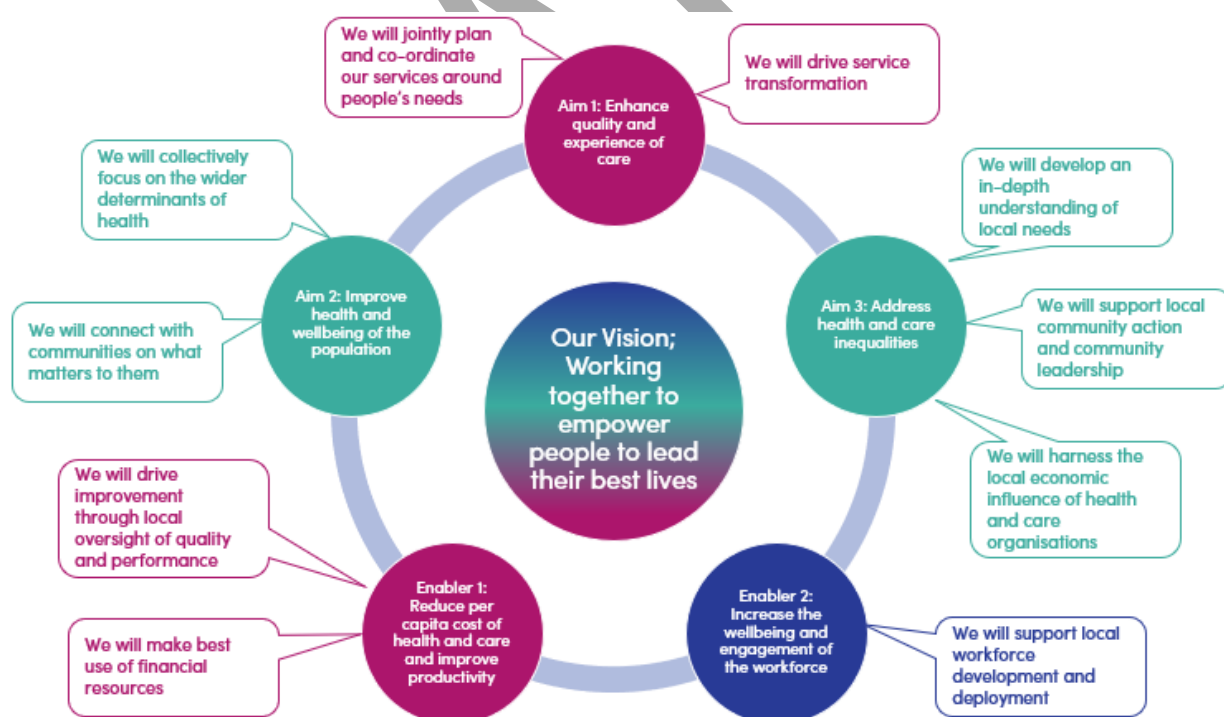 We will jointly plan
and co-ordinate
our services around
people's needs
We will drive service
transformation
Aim 1: Enhance
quality and
experience of
care
We will collectively
focus on the wider
determinants of
health
We will develop an
in-depth
understanding of
local needs
Aim 2: Improve
health and
wellbeing of the
population
Aim 3: Address
health and care
inequalities
We will connect with
communities on what
matters to them
We will support local
community action
and community
leadership
Our Vision;
Working
together to
empower
people to lead
their best lives
We will drive
improvement
through local
oversight of quality
and performance
We will harness the
local economic
influence of health
and care
organisations
Enabler 1:
Reduce per
capita cost of
health and care
and improve
productivity
Enabler 2:
Increase the
wellbeing and
engagement of
the workforce
We will make best
use of financial
resources
We will support local
workforce
development and
deployment